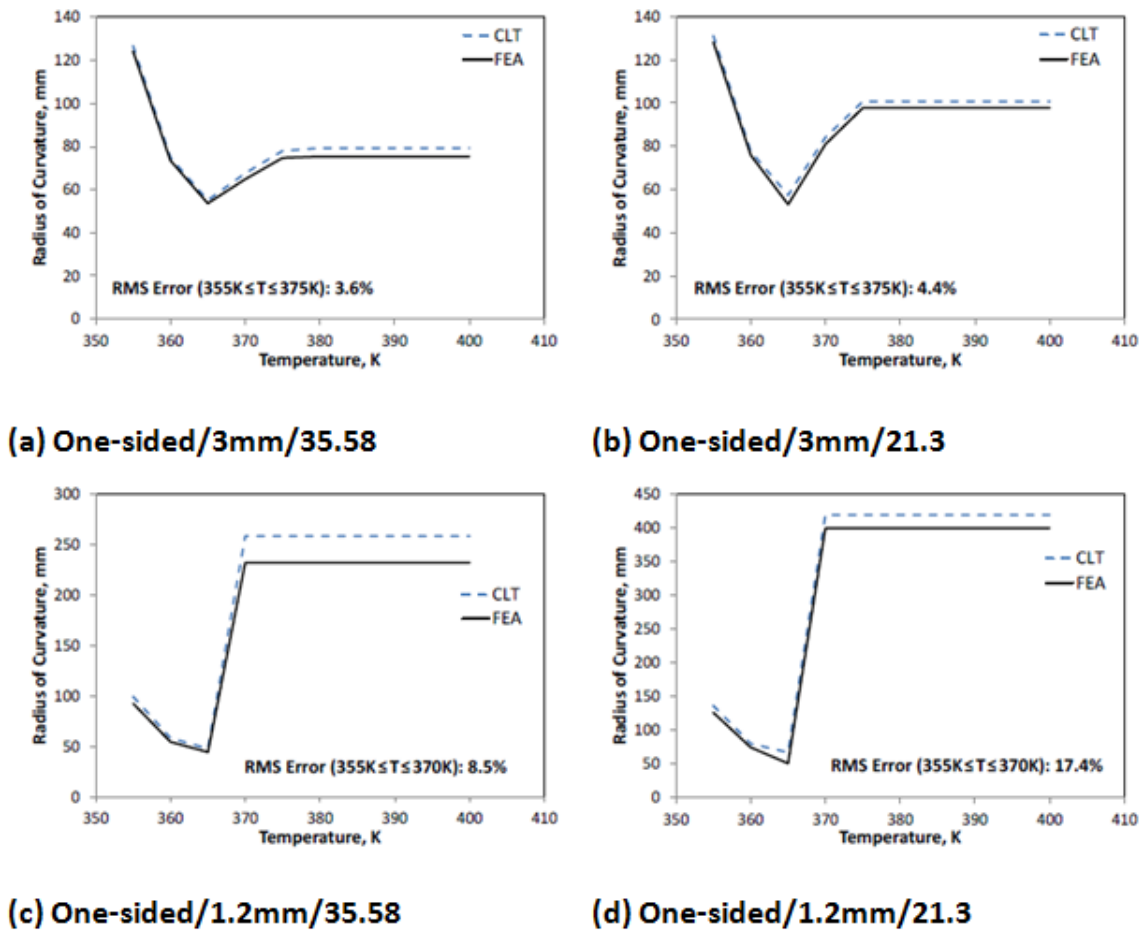 140
120
100
80
60
40
20
0
Radius of Curvature, mm
CLT
FEA
RMS Error (355K≤T≤375K): 3.6%
350 360 370 380 390 400 410
Temperature, K
(a) One-sided/3mm/35.58
140
120
100
80
60
40
20
0
Radius of Curvature, mm
CLT
FEA
RMS Error (355K≤T≤375K): 4.4%
350 360 370 380 390 400 410
Temperature, K
(b) One-sided/3mm/21.3
300
250
200
150
100
50
0
Radius of Curvature, mm
CLT
FEA
RMS Error (355K≤T≤370K): 8.5%
350 360 370 380 390 400 410
Temperature, K
(c) One-sided/1.2mm/35.58
450
400
350
300
250
200
150
100
50
0
Radius of Curvature, mm
CLT
FEA
RMS Error (355K≤T≤370K): 17.4%
350 360 370 380 390 400 410
Temperature, K
(d) One-sided/1.2mm/21.3